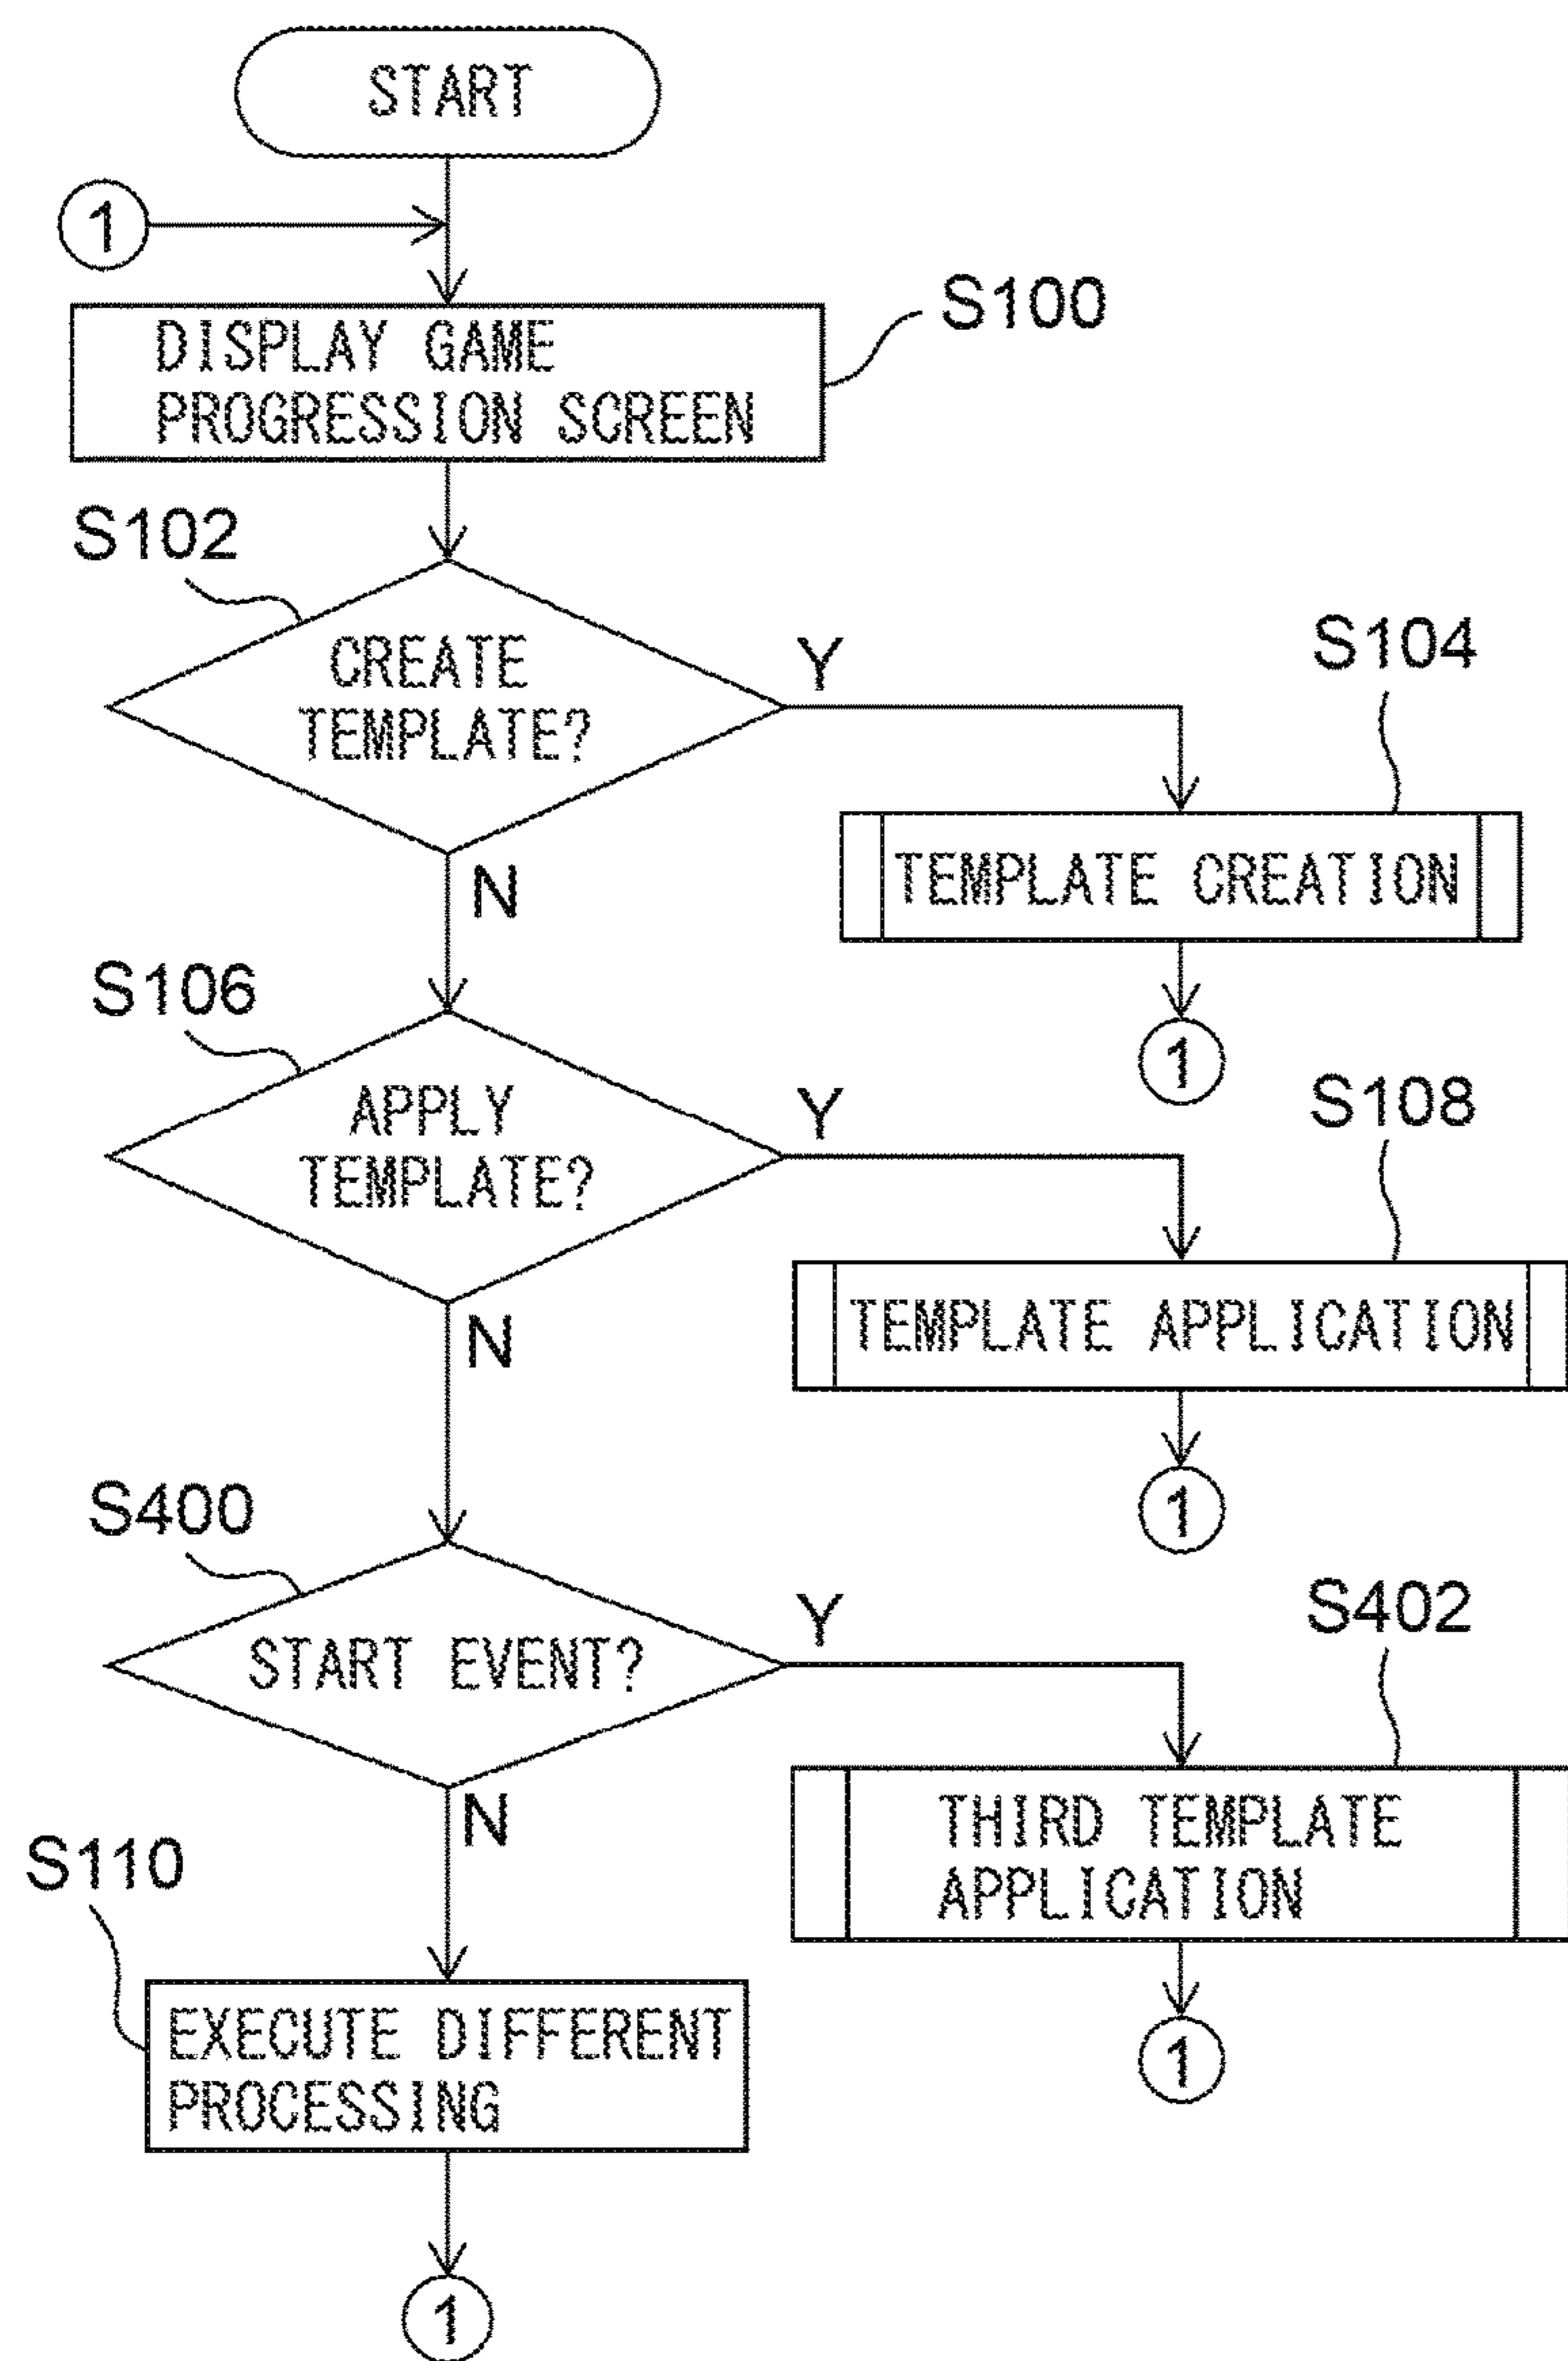 START
1
DISPLAY GAME
PROGRESSION SCREEN
S100
S102
CREATE
TEMPLATE?
Y
S104
TEMPLATE CREATION
1
N
S106
APPLY
TEMPLATE?
Y
S108
TEMPLATE APPLICATION
1
N
S400
START EVENT?
Y
S402
THIRD TEMPLATE
APPLICATION
1
N
S110
EXECUTE DIFFERENT
PROCESSING
1